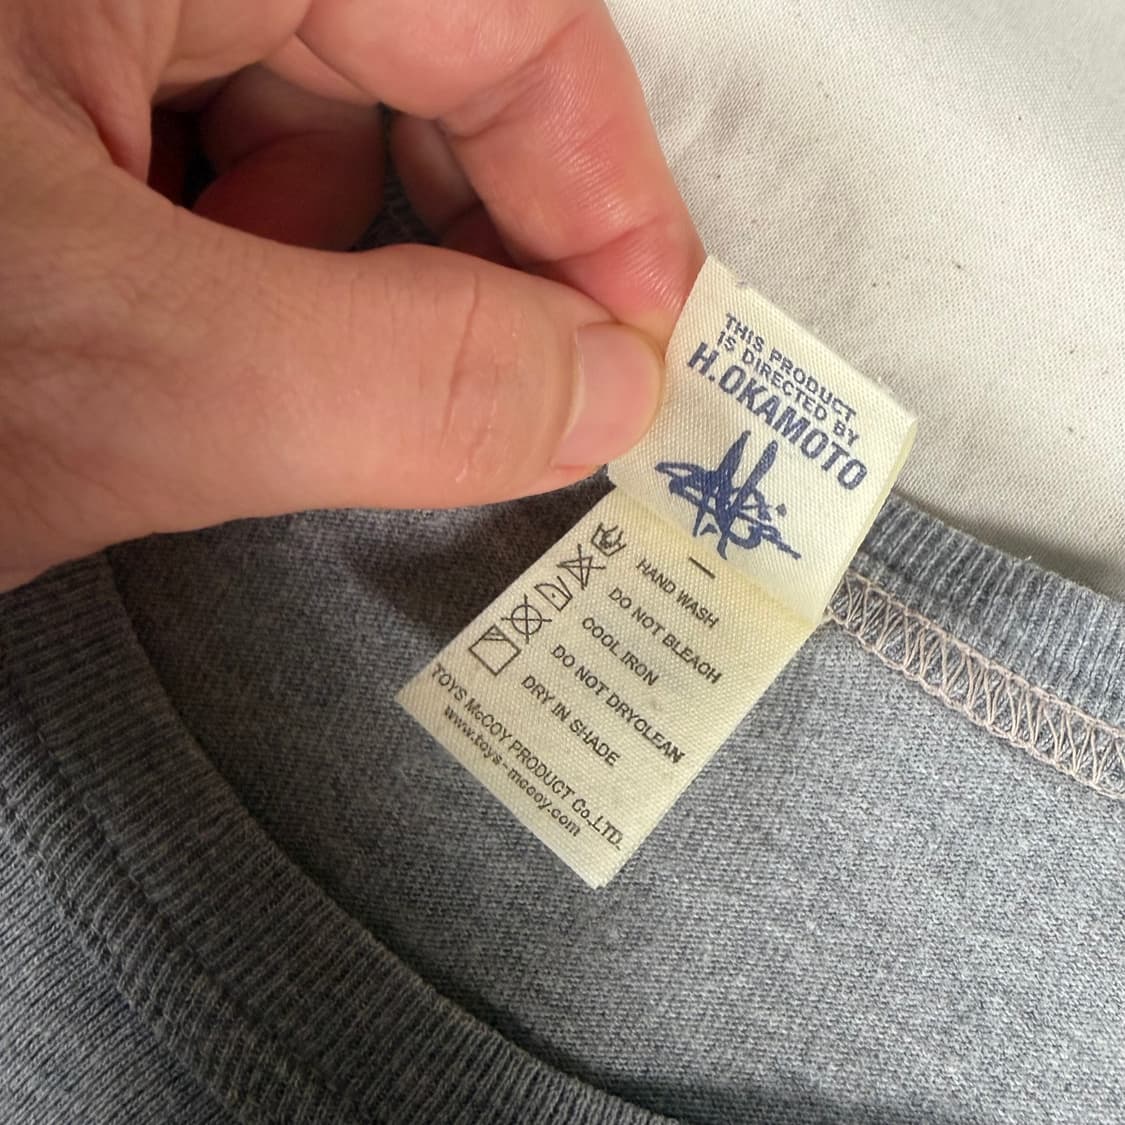 THIS PRODUCT
IS DIRECTED BY
H.OKAMOTO
HAND WASH
DO NOT BLEACH
COOL IRON
DO NOT DRYCLEAN
DRY IN SHADE
TOYS McCOY PRODUCT Co.,LTD.
www.toys-mccoy.com